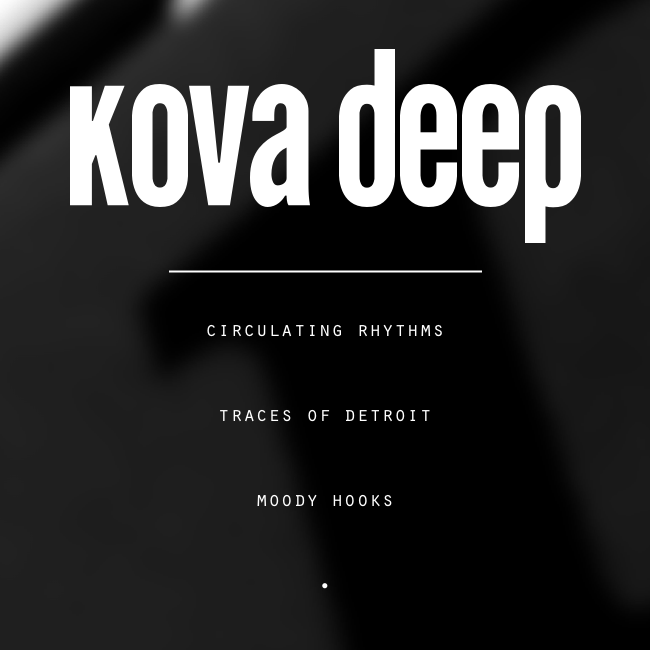 kova deep
CIRCULATING RHYTHMS
TRACES OF DETROIT
MOODY HOOKS